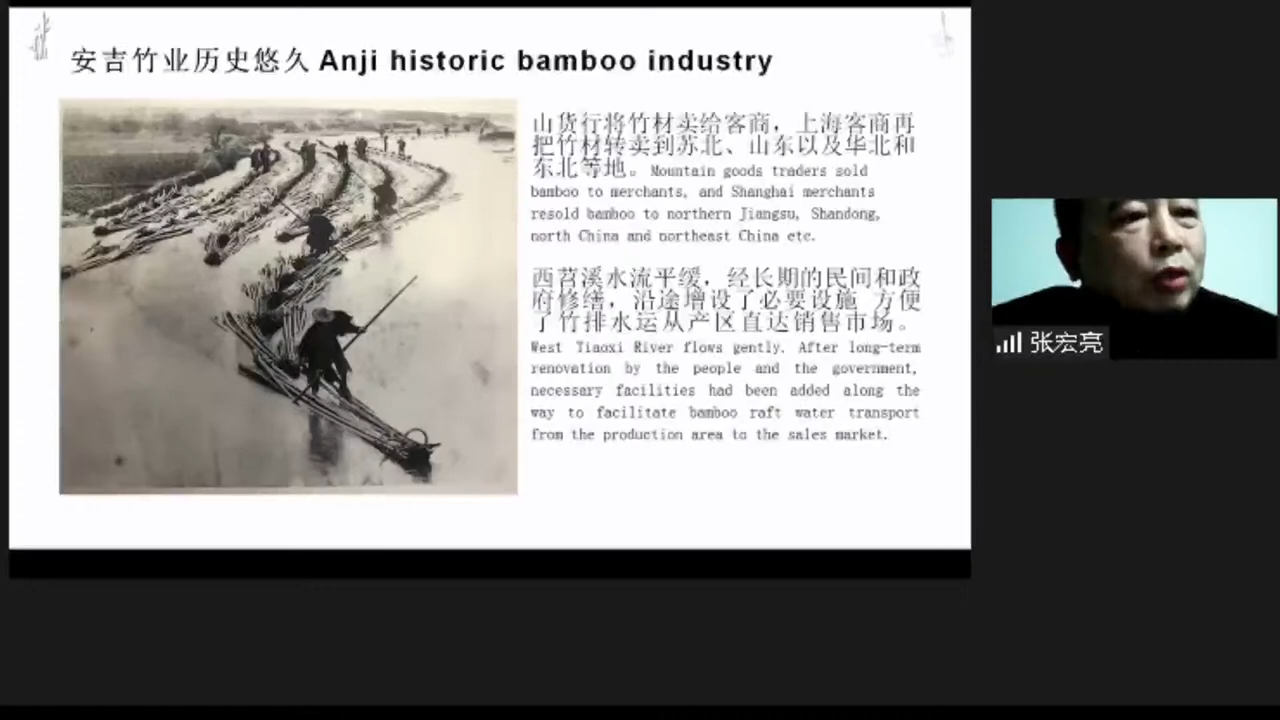 安吉竹业历史悠久 Anji historic bamboo industry
山货行将竹材卖给客商，上海客商再
把竹材转卖到苏北、山东以及华北和
东北等地。Mountain goods traders sold
bamboo to merchants, and Shanghai merchants
resold bamboo to northern Jiangsu, Shandong,
north China and northeast China etc.
西苕溪水流平缓，经长期的民间和政
府修缮，沿途增设了必要设施 方便
了竹排水运从产区直达销售市场。
West Tiaoxi River flows gently. After long-term
renovation by the people and the government,
necessary facilities had been added along the
way to facilitate bamboo raft water transport
from the production area to the sales market.
张宏亮